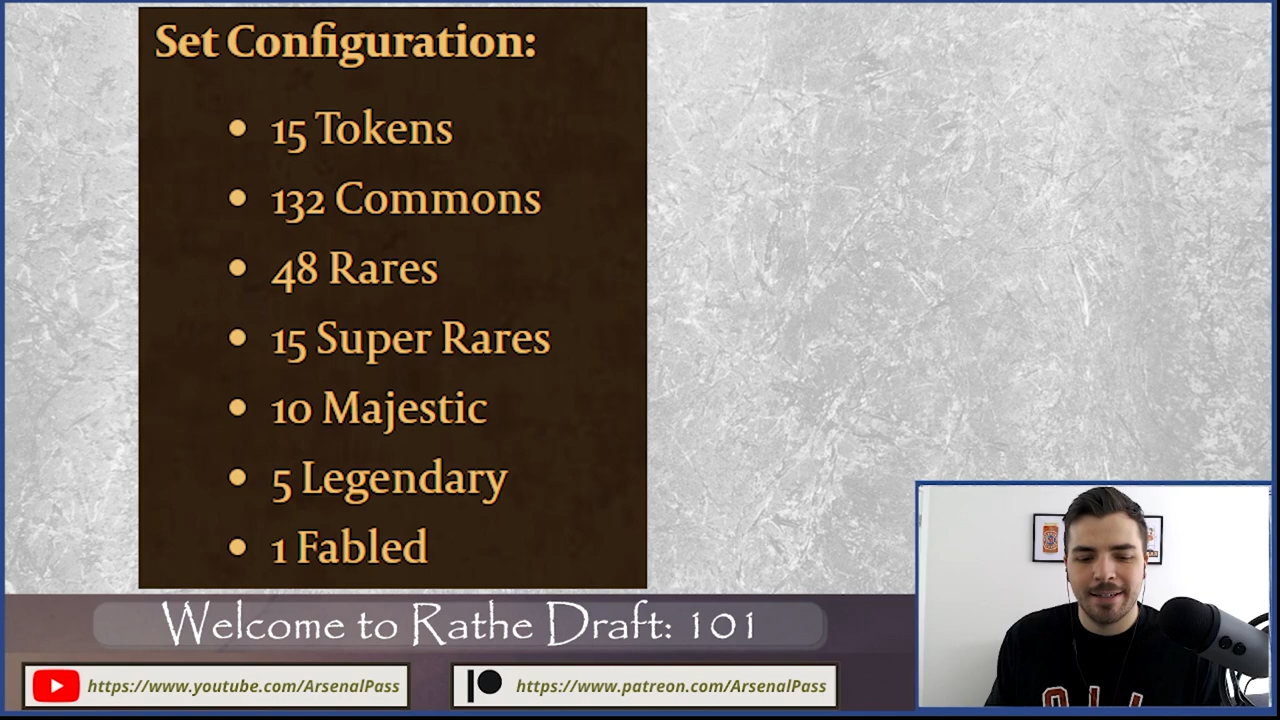 Set Configuration:
15 Tokens
132 Commons
48 Rares
15 Super Rares
10 Majestic
5 Legendary
1 Fabled
Welcome to Rathe Draft: 101
https://www.youtube.com/ArsenalPass
https://www.patreon.com/ArsenalPass